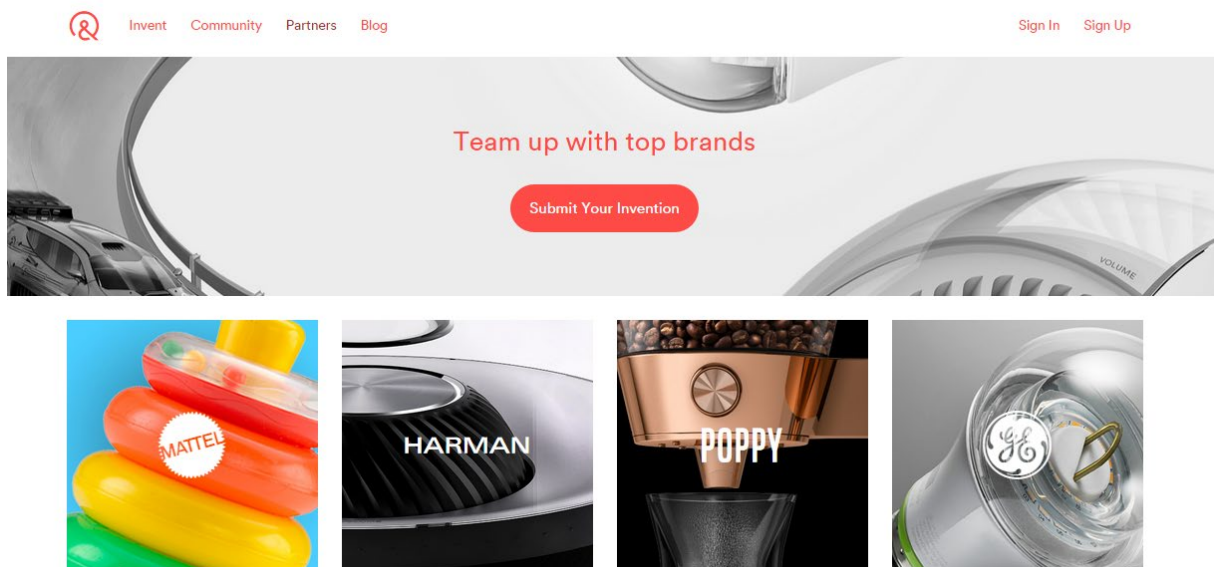 Invent Community Partners Blog Sign In Sign Up
Team up with top brands
Submit Your Invention
VOLUME
MATTEL HARMAN POPPY GE